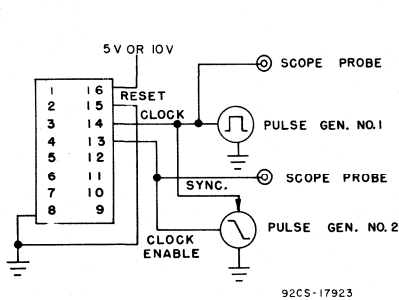 5V OR 10V
SCOPE PROBE
1 16
RESET
2 15
CLOCK
3 14
PULSE GEN. NO.1
4 13
5 12
6 11
SYNC.
SCOPE PROBE
7 10
8 9
CLOCK
ENABLE
PULSE GEN. NO.2
92CS-17923